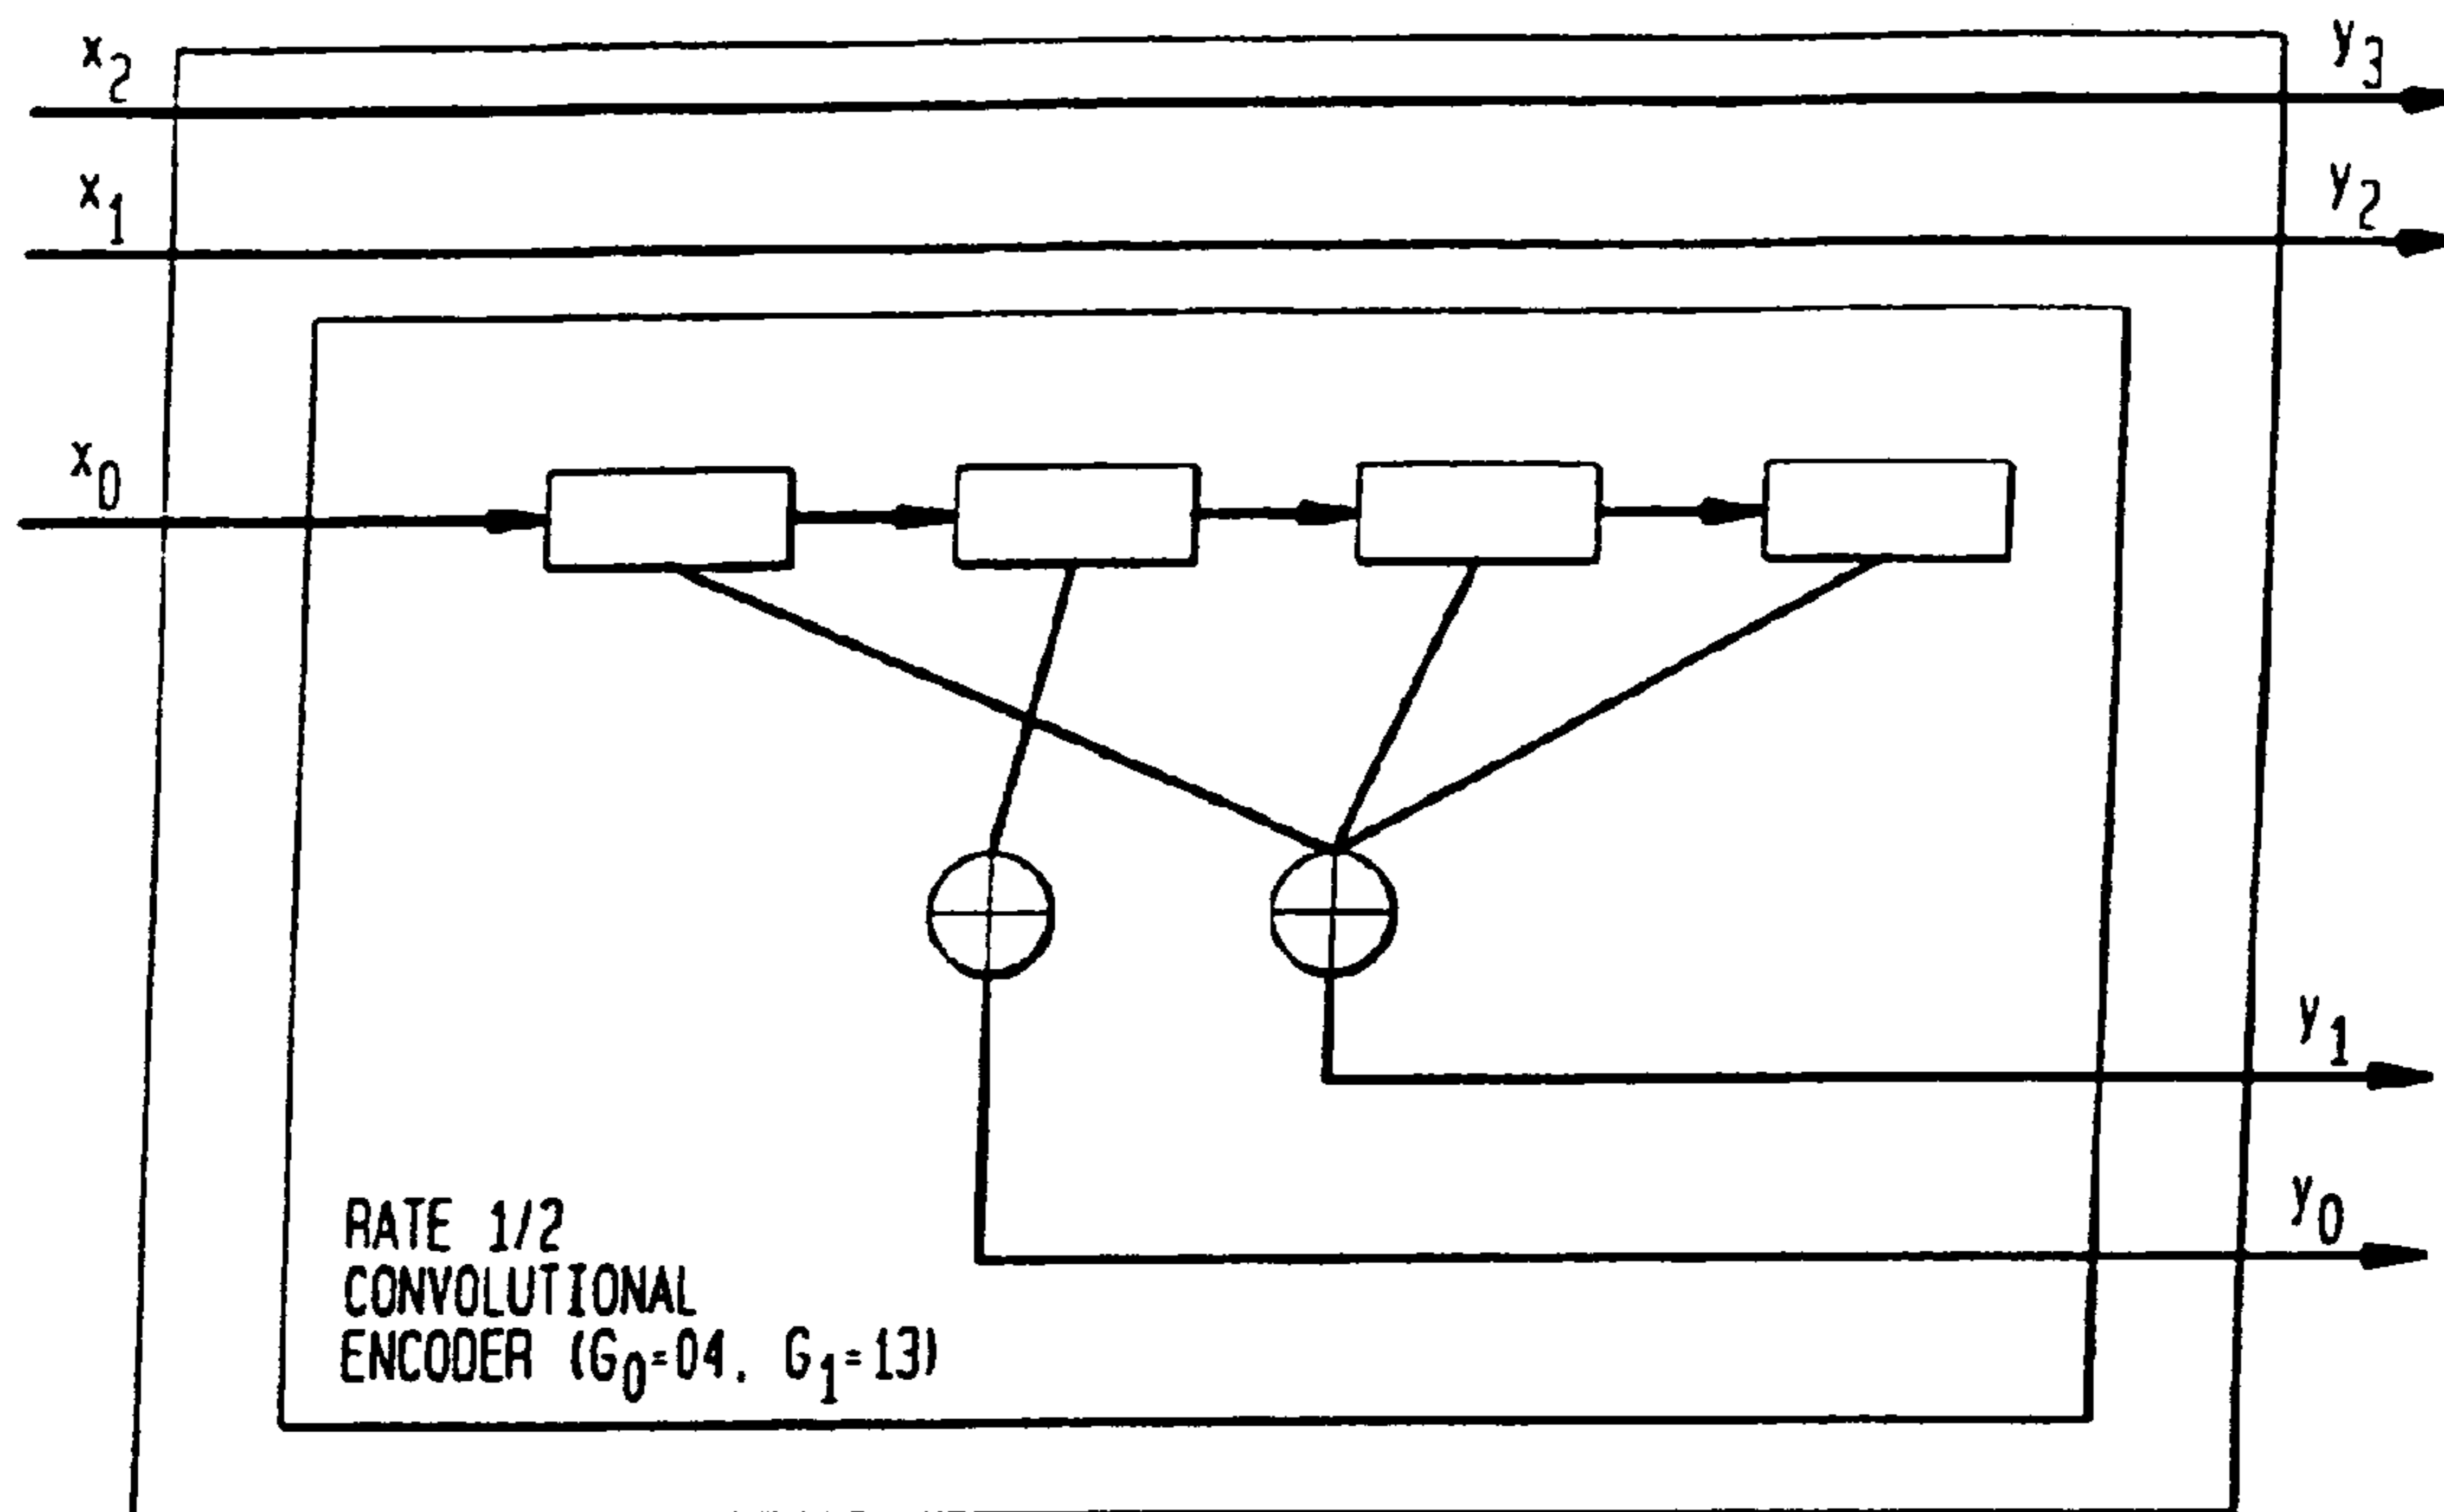 x2
y3
x1
y2
x0
y1
y0
RATE 1/2
CONVOLUTIONAL
ENCODER (G0=04, G1=13)